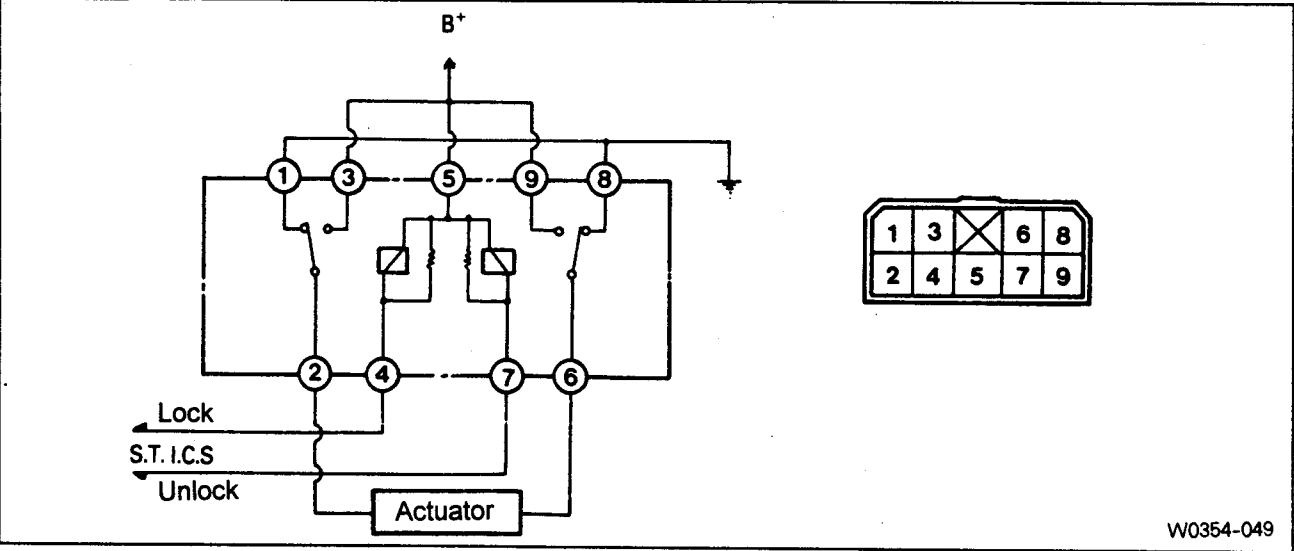 B+
1 3 5 9 8
2 4 7 6
Lock
S.T. I.C.S
Unlock
Actuator
1 3 6 8
2 4 5 7 9
W0354-049